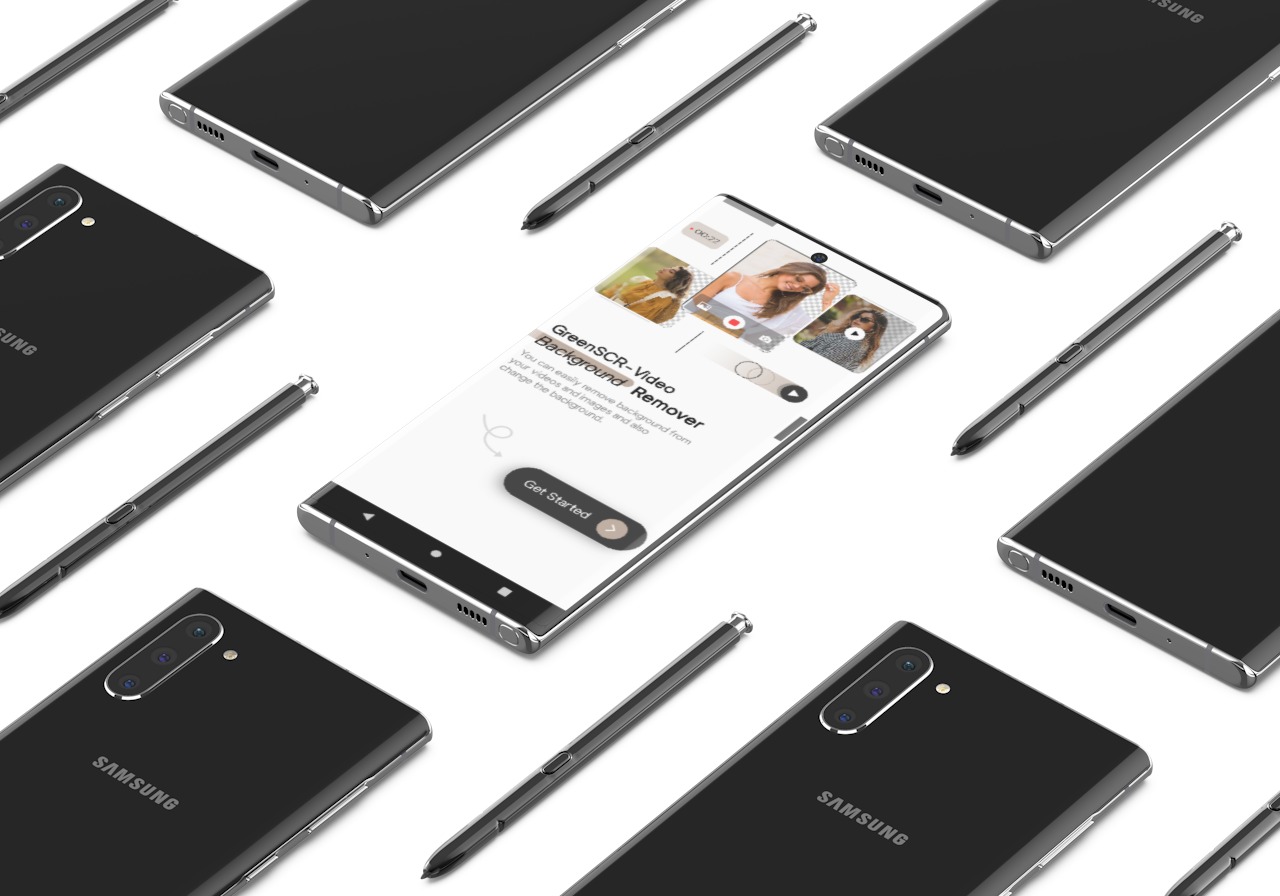 SAMSUNG
00:27
GreenSCR-Video
Background Remover
You can easily remove background from
your videos and images and also
change the background.
Get Started
SUNG
SAMSUNG
SAMSUNG